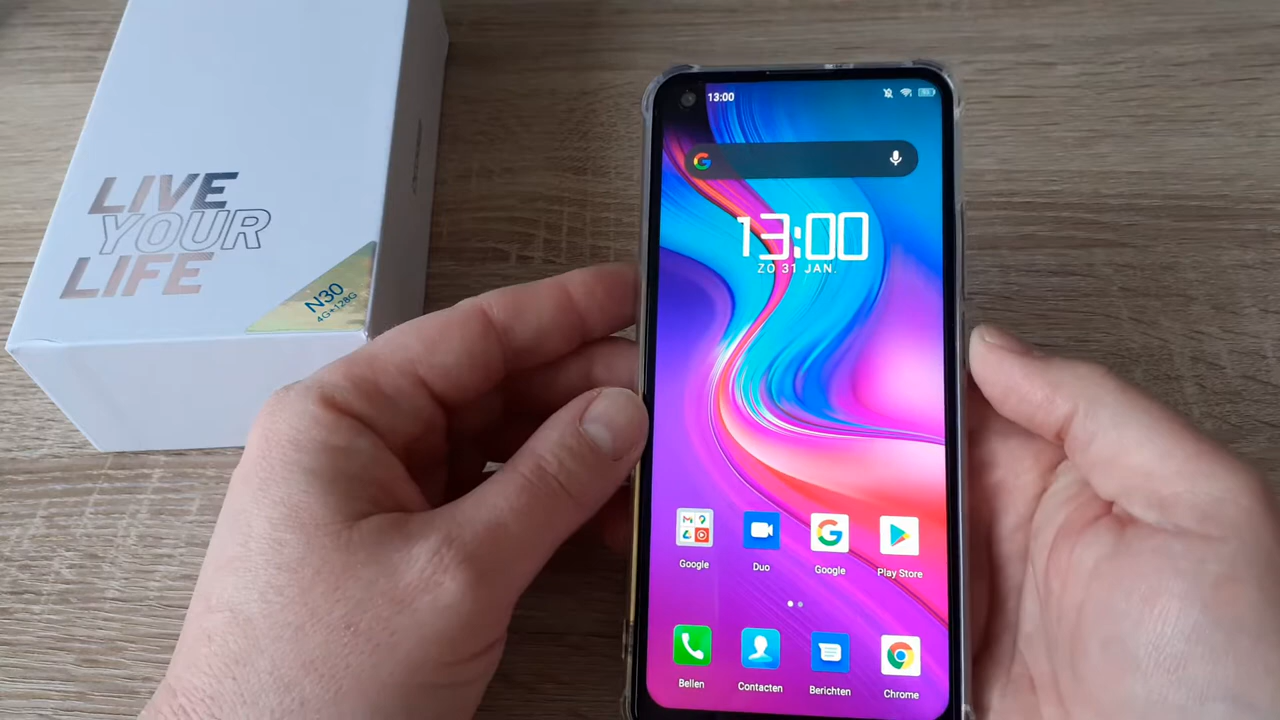 LIVE
YOUR
LIFE
N30
4G+128G
13:00
13:00
ZO 31 JAN.
Google
Duo
Google
Play Store
Bellen
Contacten
Berichten
Chrome